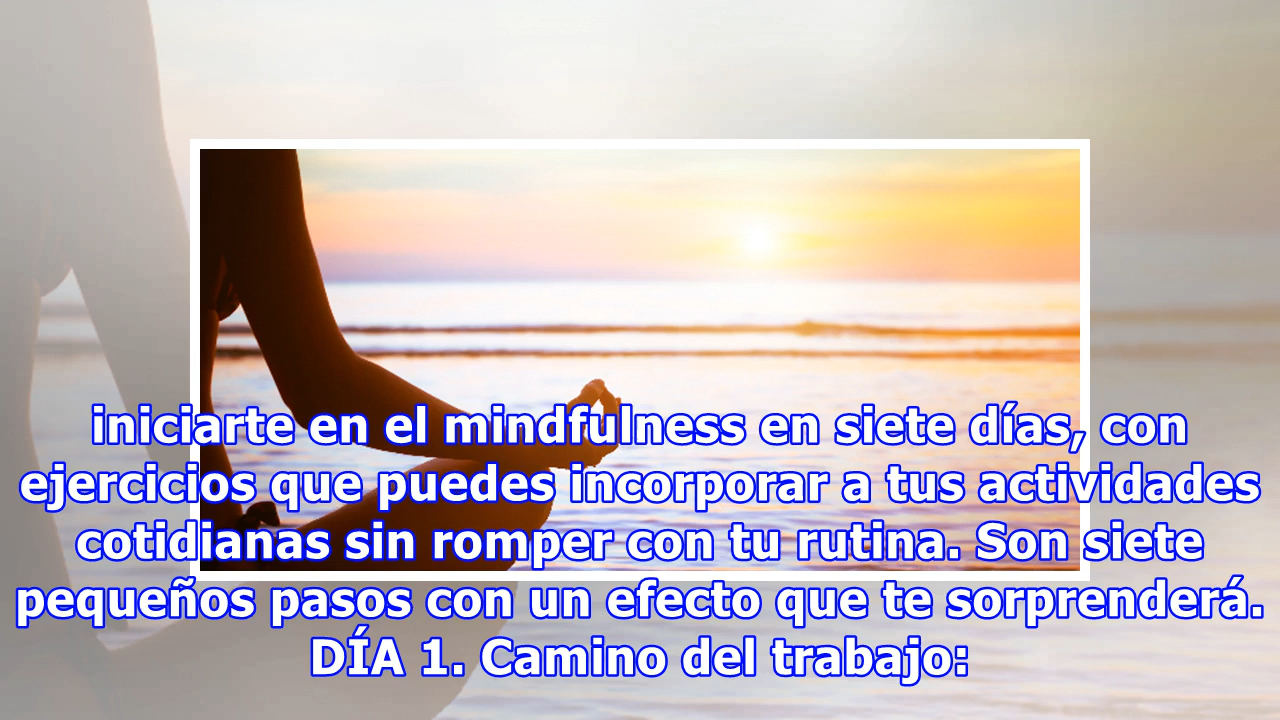 iniciarte en el mindfulness en siete días, con
ejercicios que puedes incorporar a tus actividades
cotidianas sin romper con tu rutina. Son siete
pequeños pasos con un efecto que te sorprenderá.
DÍA 1. Camino del trabajo: